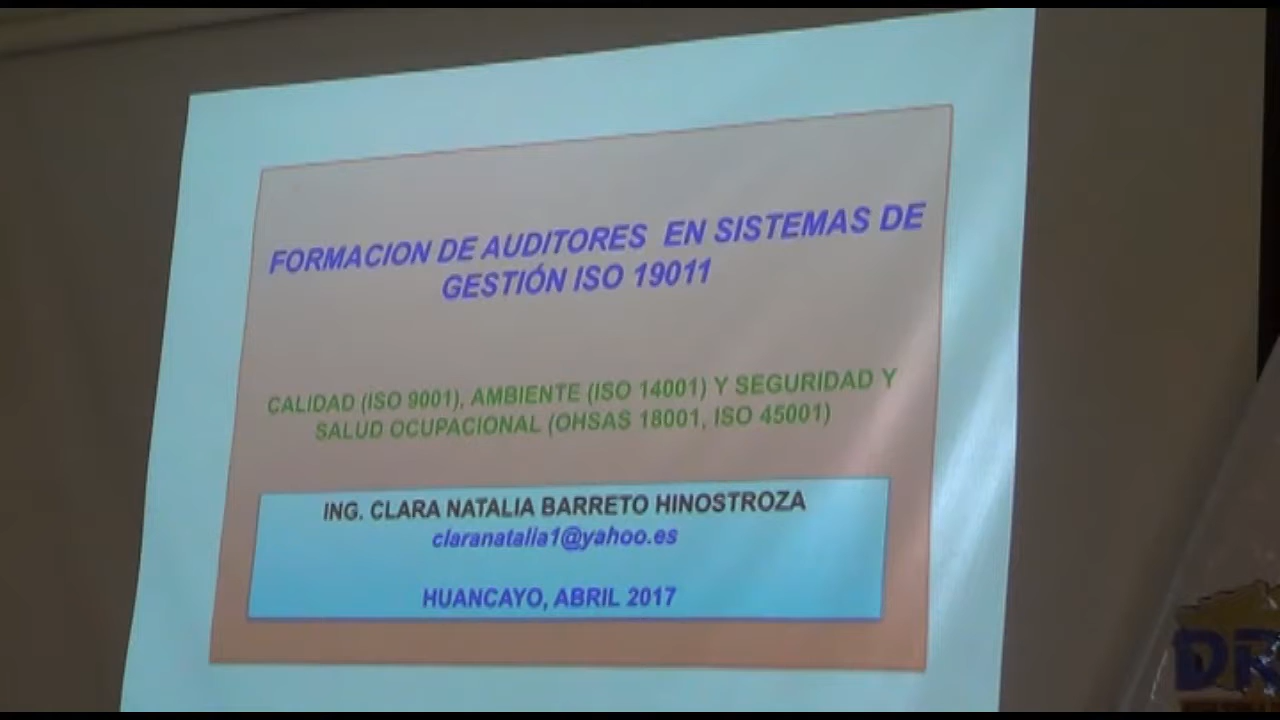 FORMACION DE AUDITORES EN SISTEMAS DE
GESTIÓN ISO 19011
CALIDAD (ISO 9001), AMBIENTE (ISO 14001) Y SEGURIDAD Y
SALUD OCUPACIONAL (OHSAS 18001, ISO 45001)
ING. CLARA NATALIA BARRETO HINOSTROZA
claranatalia1@yahoo.es
HUANCAYO, ABRIL 2017